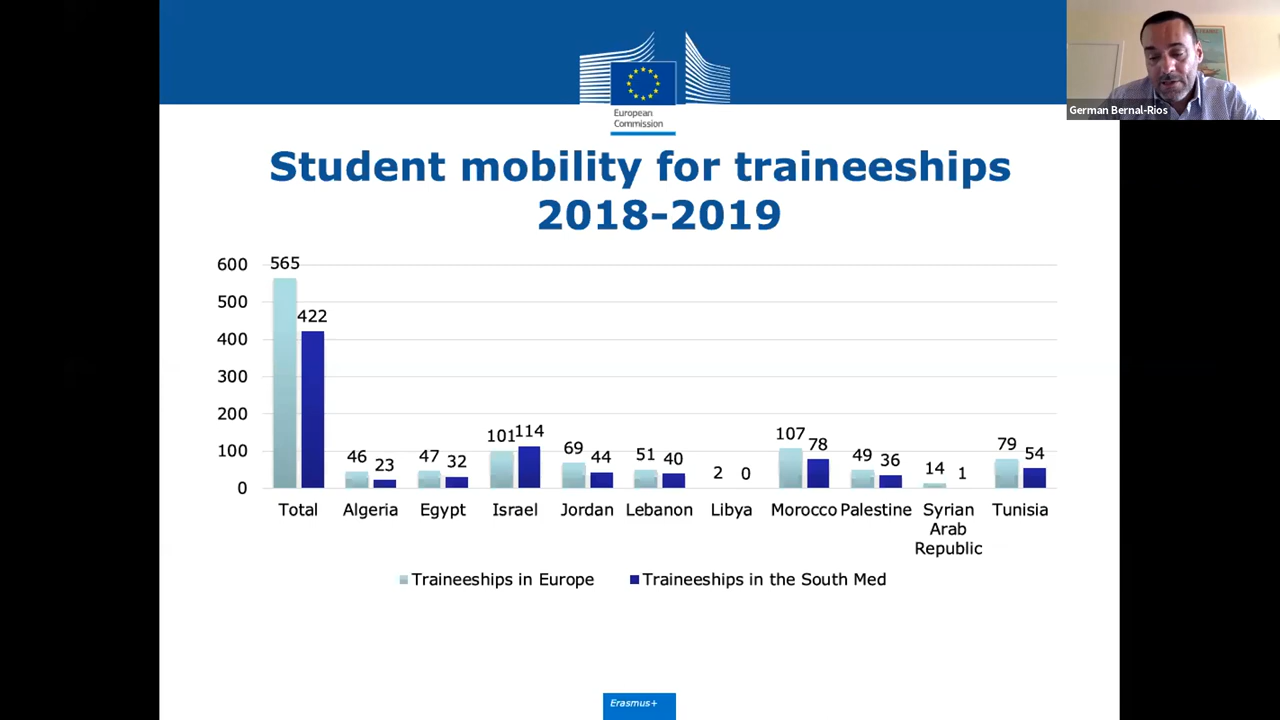 German Bernal-Rios
European
Commission
Student mobility for traineeships
2018-2019
600
500
400
300
200
100
0
565
422
46
23
47
32
101
114
69
44
51
40
2
0
107
78
49
36
14
1
79
54
Total
Algeria
Egypt
Israel
Jordan
Lebanon
Libya
Morocco
Palestine
Syrian
Arab
Republic
Tunisia
Traineeships in Europe
Traineeships in the South Med
Erasmus+